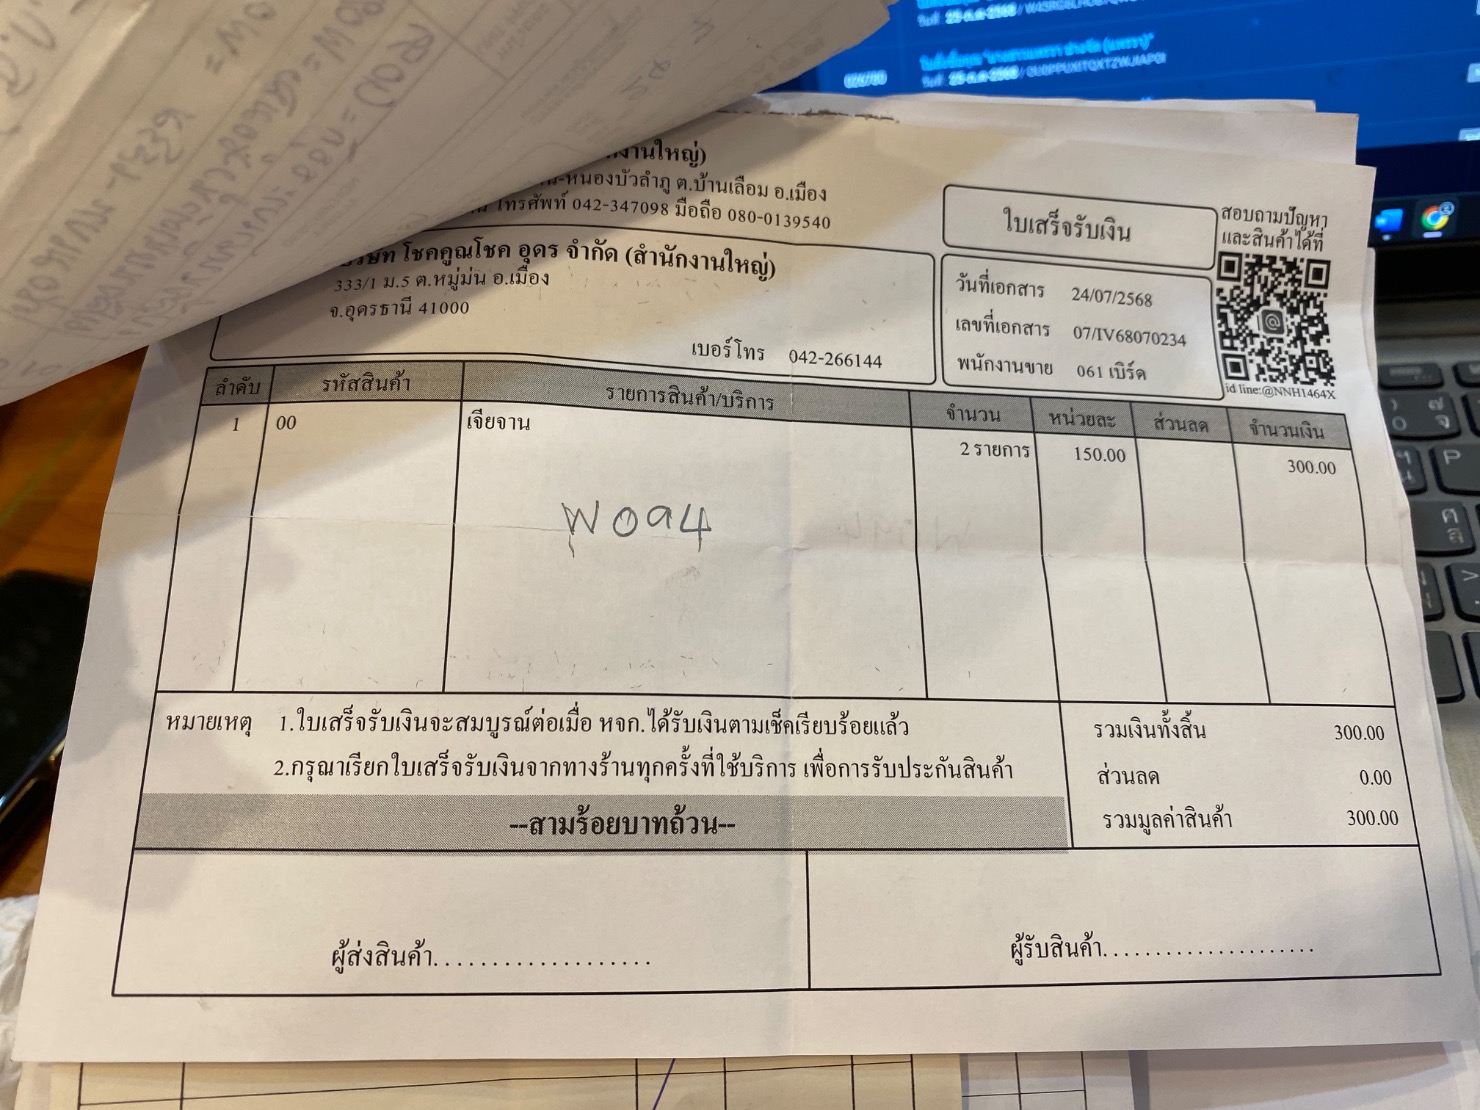 งานใหญ่)
-หนองบัวลำภู ต.บ้านเลื่อม อ.เมือง
โทรศัพท์ 042-347098 มือถือ 080-0139540
ใบเสร็จรับเงิน
สอบถามปัญหา
และสินค้าได้ที่
id line:@NNH1464X
บริษัท โชคคูณโชค อุดร จำกัด (สำนักงานใหญ่)
333/1 ม.5 ต.หมู่ม่น อ.เมือง
จ.อุดรธานี 41000
เบอร์โทร 042-266144
วันที่เอกสาร 24/07/2568
เลขที่เอกสาร 07/IV68070234
พนักงานขาย 061 เบิร์ด
ลำดับ รหัสสินค้า รายการสินค้า/บริการ จำนวน หน่วยละ ส่วนลด จำนวนเงิน
1 00 เจียจาน 2 รายการ 150.00 300.00
W094
หมายเหตุ 1.ใบเสร็จรับเงินจะสมบูรณ์ต่อเมื่อ หจก.ได้รับเงินตามเช็คเรียบร้อยแล้ว
2.กรุณาเรียกใบเสร็จรับเงินจากทางร้านทุกครั้งที่ใช้บริการ เพื่อการรับประกันสินค้า
รวมเงินทั้งสิ้น 300.00
ส่วนลด 0.00
รวมมูลค่าสินค้า 300.00
--สามร้อยบาทถ้วน--
ผู้ส่งสินค้า....................
ผู้รับสินค้า....................